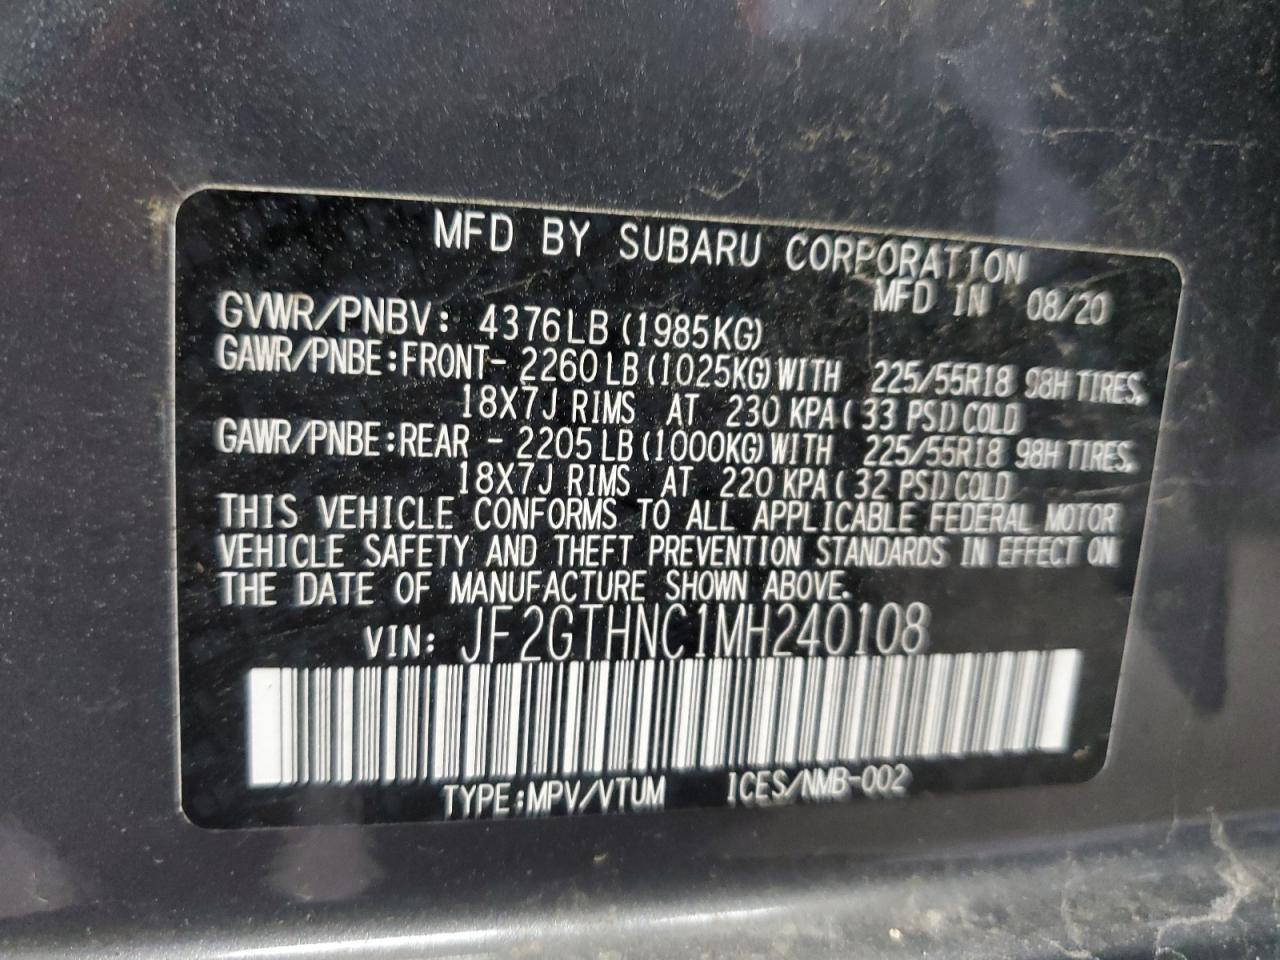 MFD BY SUBARU CORPORATION
MFD IN 08/20
GVWR/PNBV: 4376LB (1985KG)
GAWR/PNBE:FRONT- 2260LB(1025KG)WITH 225/55R18 98H TIRES,
18X7J RIMS AT 230 KPA( 33 PSI)COLD
GAWR/PNBE:REAR - 2205LB(1000KG)WITH 225/55R18 98H TIRES,
18X7J RIMS AT 220 KPA( 32 PSI)COLD
THIS VEHICLE CONFORMS TO ALL APPLICABLE FEDERAL MOTOR
VEHICLE SAFETY AND THEFT PREVENTION STANDARDS IN EFFECT ON
THE DATE OF MANUFACTURE SHOWN ABOVE.
VIN: JF2GTHNC1MH240108
TYPE:MPV/VTUM ICES/NMB-002